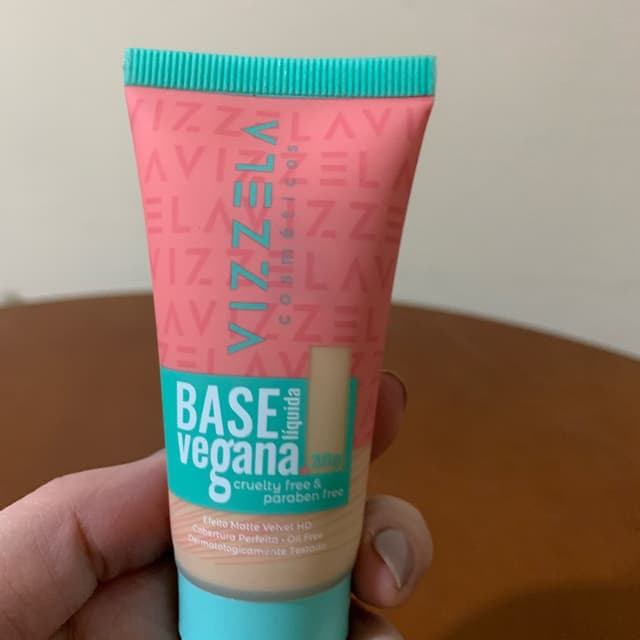 VIZZELA
cosméticos
BASE
líquida
vegana
30g
cruelty free &
paraben free
Efeito Matte Velvet HD
Cobertura Perfeita • Oil Free
Dermatologicamente Testado